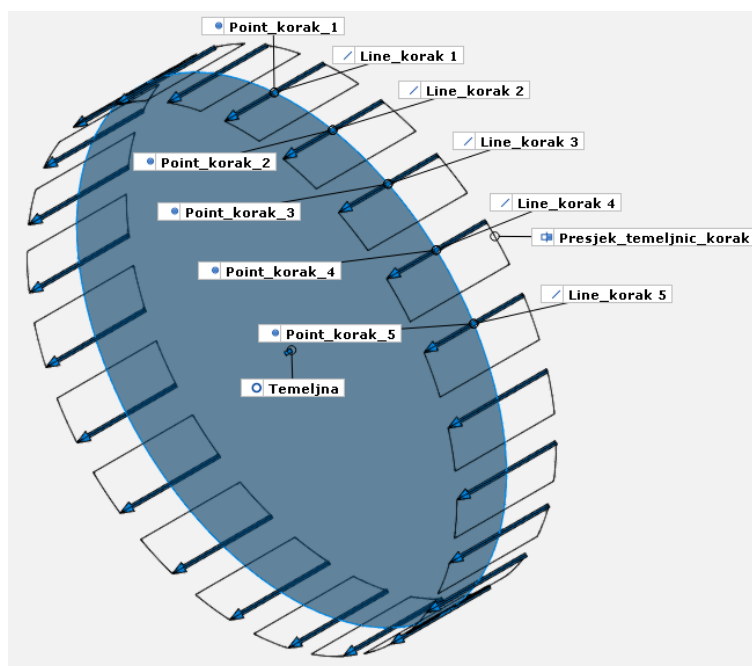 Point_korak_1
Line_korak 1
Line_korak 2
Line_korak 3
Point_korak_2
Line_korak 4
Point_korak_3
Presjek_temeljnic_korak
Point_korak_4
Line_korak 5
Point_korak_5
Temeljna